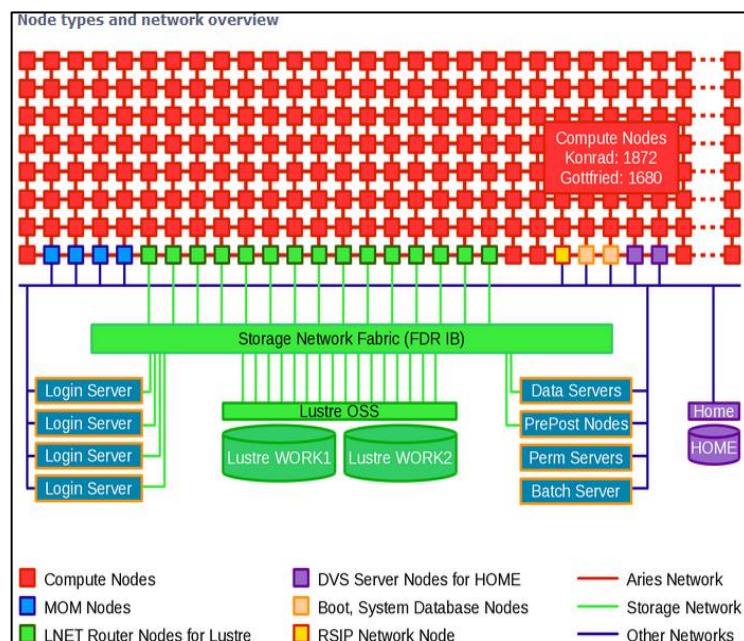 Node types and network overview
Compute Nodes
Konrad: 1872
Gottfried: 1680
Storage Network Fabric (FDR IB)
Login Server
Login Server
Login Server
Login Server
Lustre OSS
Lustre WORK1
Lustre WORK2
Data Servers
PrePost Nodes
Perm Servers
Batch Server
Home
HOME
Compute Nodes
MOM Nodes
LNET Router Nodes for Lustre
DVS Server Nodes for HOME
Boot, System Database Nodes
RSIP Network Node
Aries Network
Storage Network
Other Networks